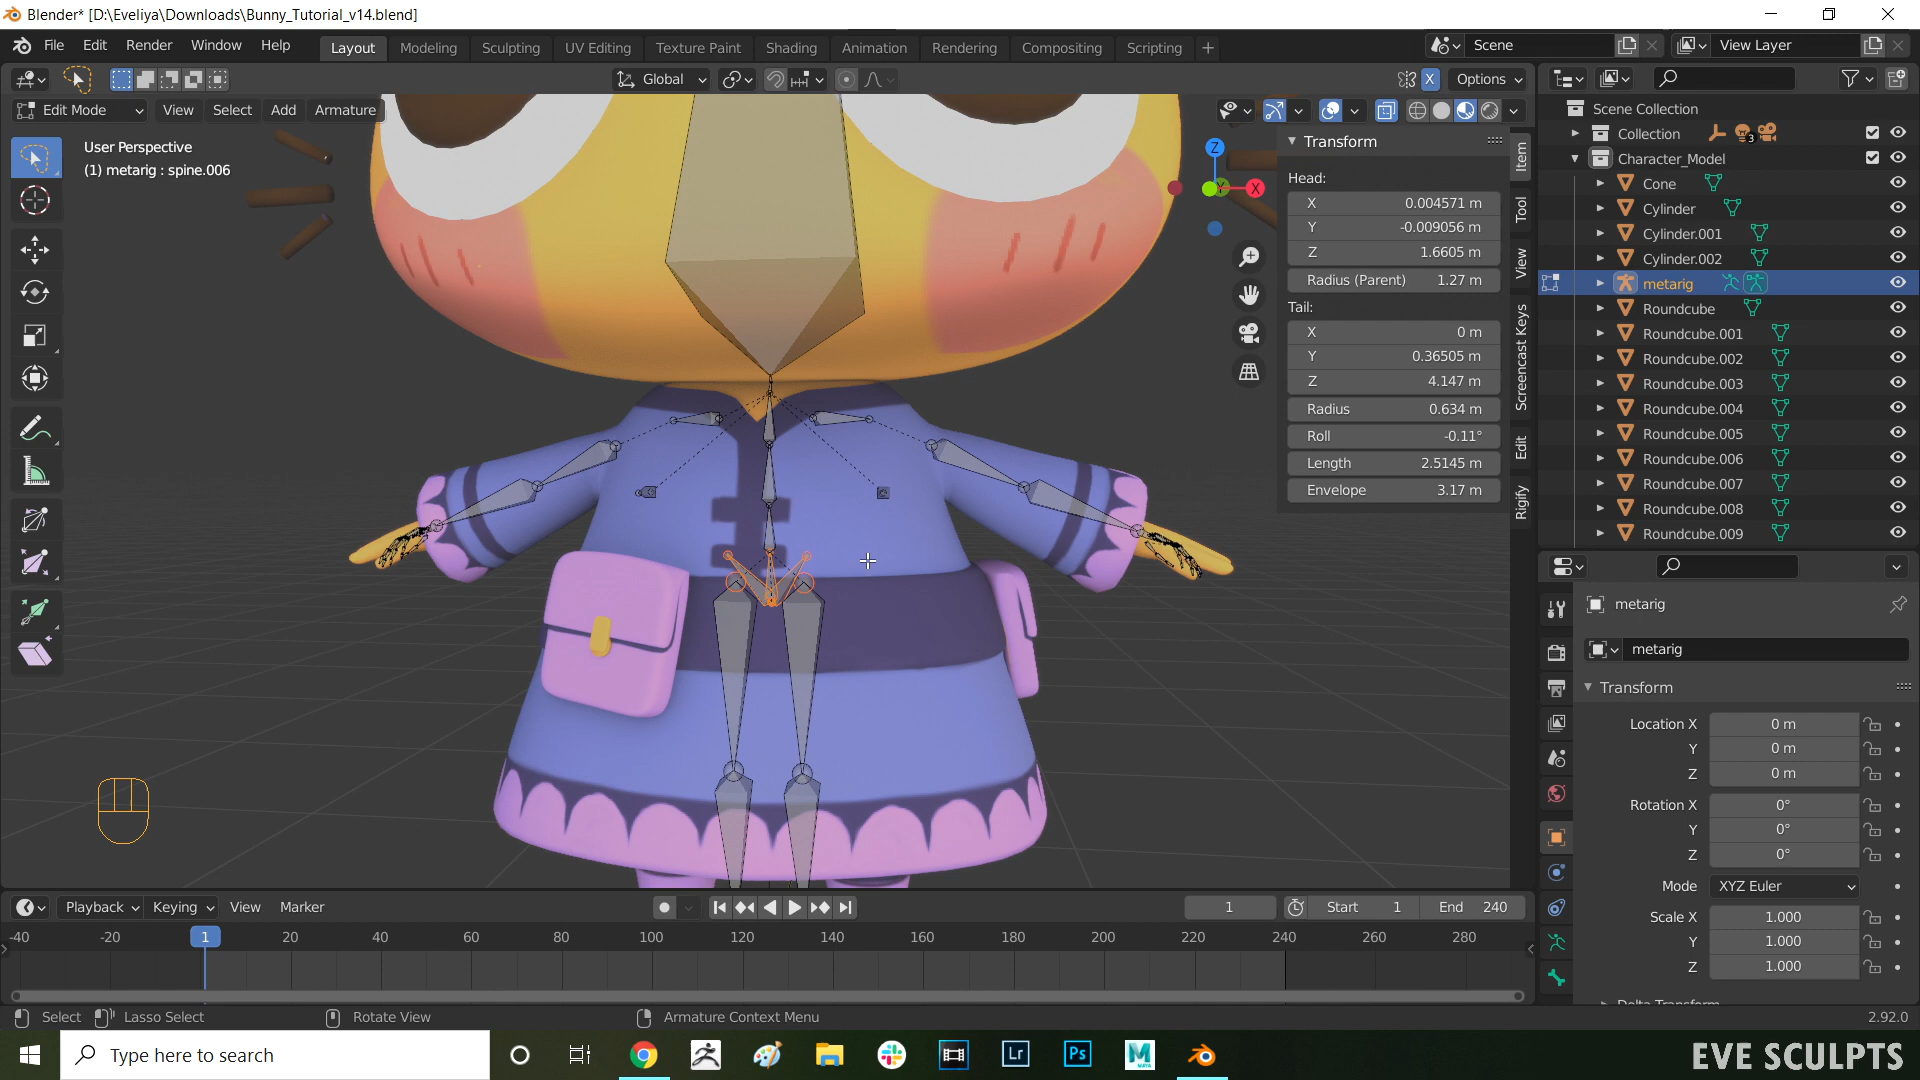 Blender* [D:\Eveliya\Downloads\Bunny_Tutorial_v14.blend]
File Edit Render Window Help Layout Modeling Sculpting UV Editing Texture Paint Shading Animation Rendering Compositing Scripting + Scene View Layer
Global X Options
Edit Mode View Select Add Armature
User Perspective
(1) metarig : spine.006
Z
X
Transform
Head:
X 0.004571 m
Y -0.009056 m
Z 1.6605 m
Radius (Parent) 1.27 m
Tail:
X 0 m
Y 0.36505 m
Z 4.147 m
Radius 0.634 m
Roll -0.11°
Length 2.5145 m
Envelope 3.17 m
Item
Tool
View
Screencast Keys
Edit
Rigify
Scene Collection
Collection 3
Character_Model
Cone
Cylinder
Cylinder.001
Cylinder.002
metarig
Roundcube
Roundcube.001
Roundcube.002
Roundcube.003
Roundcube.004
Roundcube.005
Roundcube.006
Roundcube.007
Roundcube.008
Roundcube.009
metarig
metarig
Transform
Location X 0 m
Y 0 m
Z 0 m
Rotation X 0°
Y 0°
Z 0°
Mode XYZ Euler
Scale X 1.000
Y 1.000
Z 1.000
Delta Transform
Playback Keying View Marker 1 Start 1 End 240
-40 -20 1 20 40 60 80 100 120 140 160 180 200 220 240 260 280
Select Lasso Select Rotate View Armature Context Menu 2.92.0
Type here to search Lr Ps M EVE SCULPTS